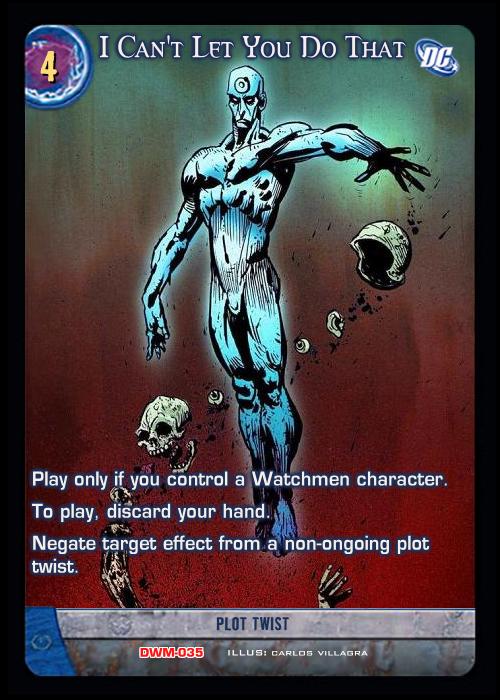 4
I Can't Let You Do That
DC
Play only if you control a Watchmen character.
To play, discard your hand.
Negate target effect from a non-ongoing plot
twist.
PLOT TWIST
DWM-035 ILLUS: CARLOS VILLAGRA